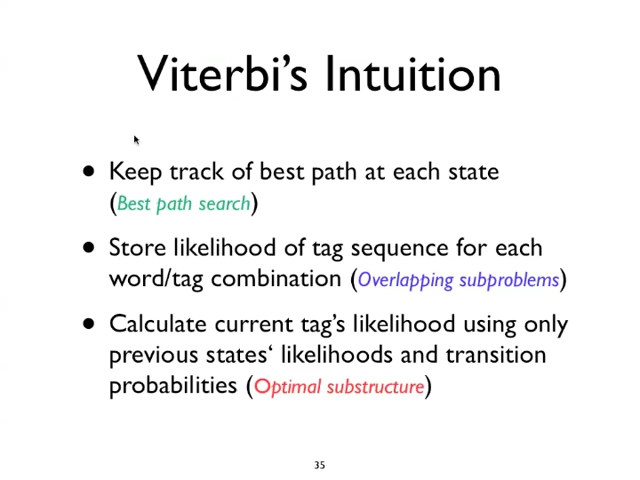 Viterbi's Intuition
• Keep track of best path at each state
(Best path search)
• Store likelihood of tag sequence for each
word/tag combination (Overlapping subproblems)
• Calculate current tag's likelihood using only
previous states‘ likelihoods and transition
probabilities (Optimal substructure)
35